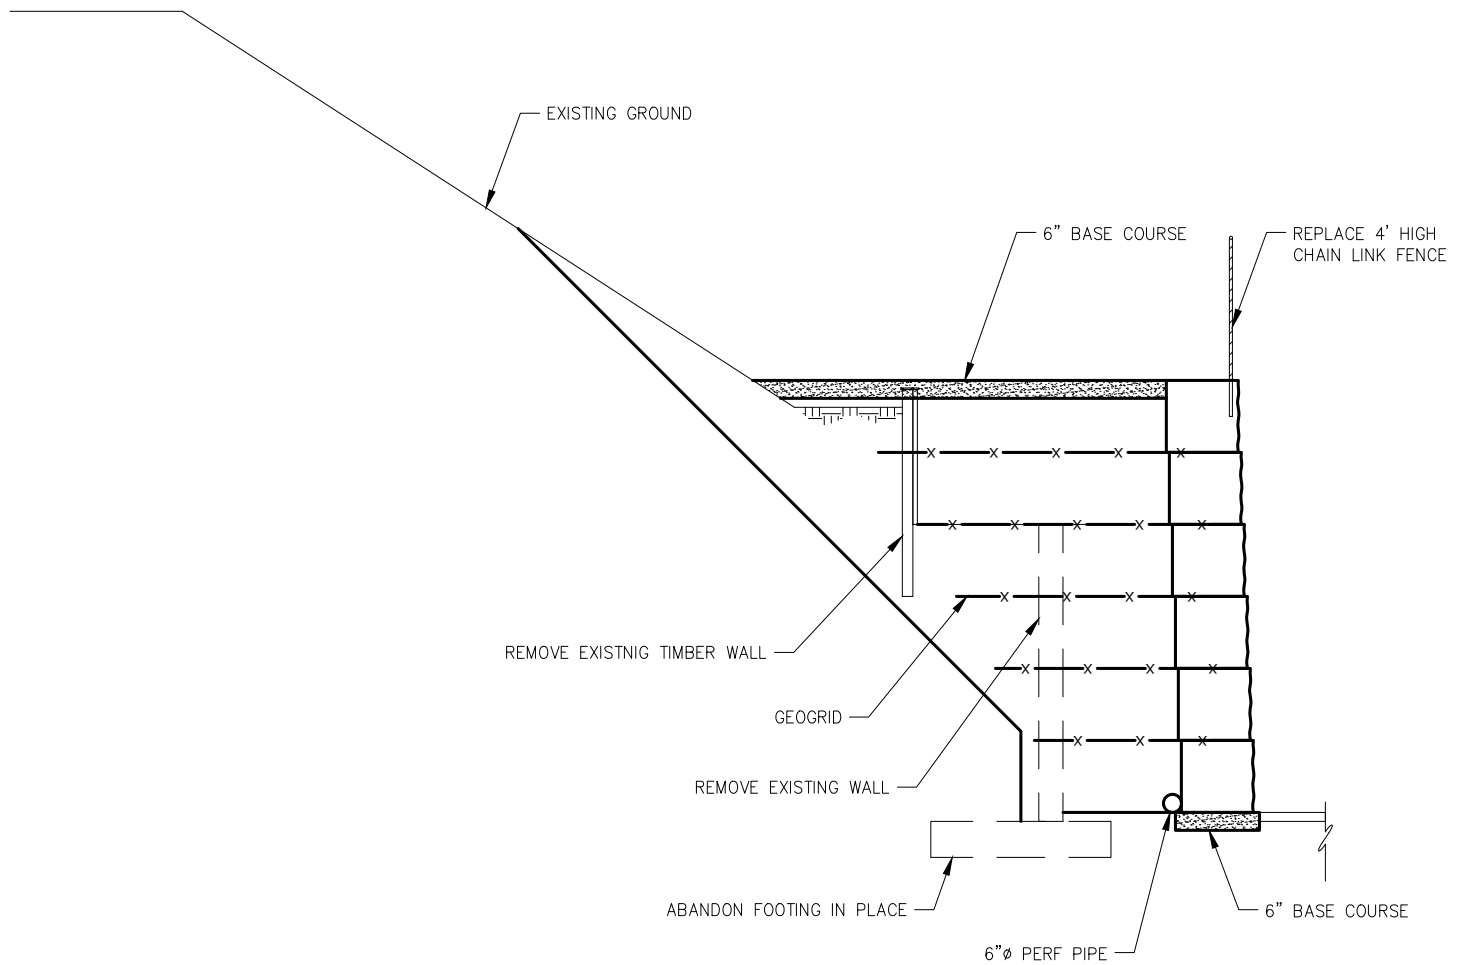 EXISTING GROUND
6” BASE COURSE
REPLACE 4’ HIGH
CHAIN LINK FENCE
REMOVE EXISTNIG TIMBER WALL
GEOGRID
REMOVE EXISTING WALL
ABANDON FOOTING IN PLACE
6” BASE COURSE
6”ø PERF PIPE